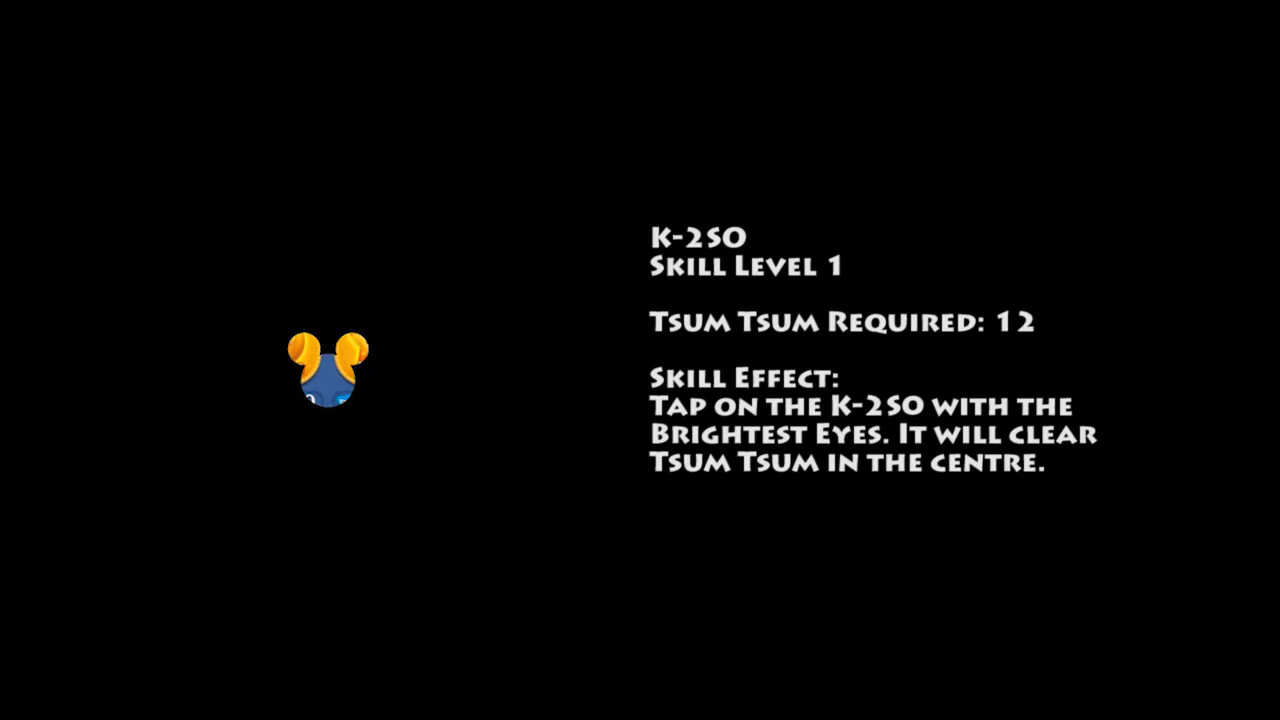 K-2SO
Skill Level 1
Tsum Tsum Required: 12
Skill Effect:
Tap on the K-2SO with the
Brightest Eyes. It will clear
Tsum Tsum in the centre.